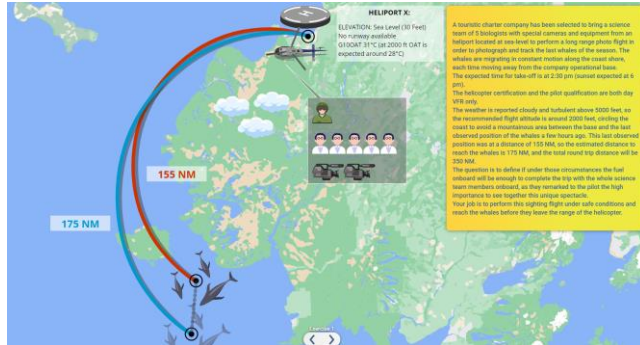 HELIPORT X:
ELEVATION: Sea Level (30 Feet)
No runway available
G10OAT 31°C (at 2000 ft OAT is
expected around 28°C)
155 NM
175 NM
A touristic charter company has been selected to bring a science
team of 5 biologists with special cameras and equipment from an
heliport located at sea-level to perform a long range photo flight in
order to photograph and track the last whales of the season. The
whales are migrating in constant motion along the coast shore,
each time moving away from the company operational base.
The expected time for take-off is at 2:30 pm (sunset expected at 6
pm).
The helicopter certification and the pilot qualification are both day
VFR only.
The weather is reported cloudy and turbulent above 5000 feet, so
the recommended flight altitude is around 2000 feet, circling the
coast to avoid a mountainous area between the base and the last
observed position of the whales a few hours ago. This last observed
position was at a distance of 155 NM, so the estimated distance to
reach the whales is 175 NM, and the total round trip distance will be
350 NM.
The question is to define if under those circumstances the fuel
onboard will be enough to complete the trip with the whole science
team members onboard, as they remarked to the pilot the high
importance to see together this unique spectacle.
Your job is to perform this sighting flight under safe conditions and
reach the whales before they leave the range of the helicopter.